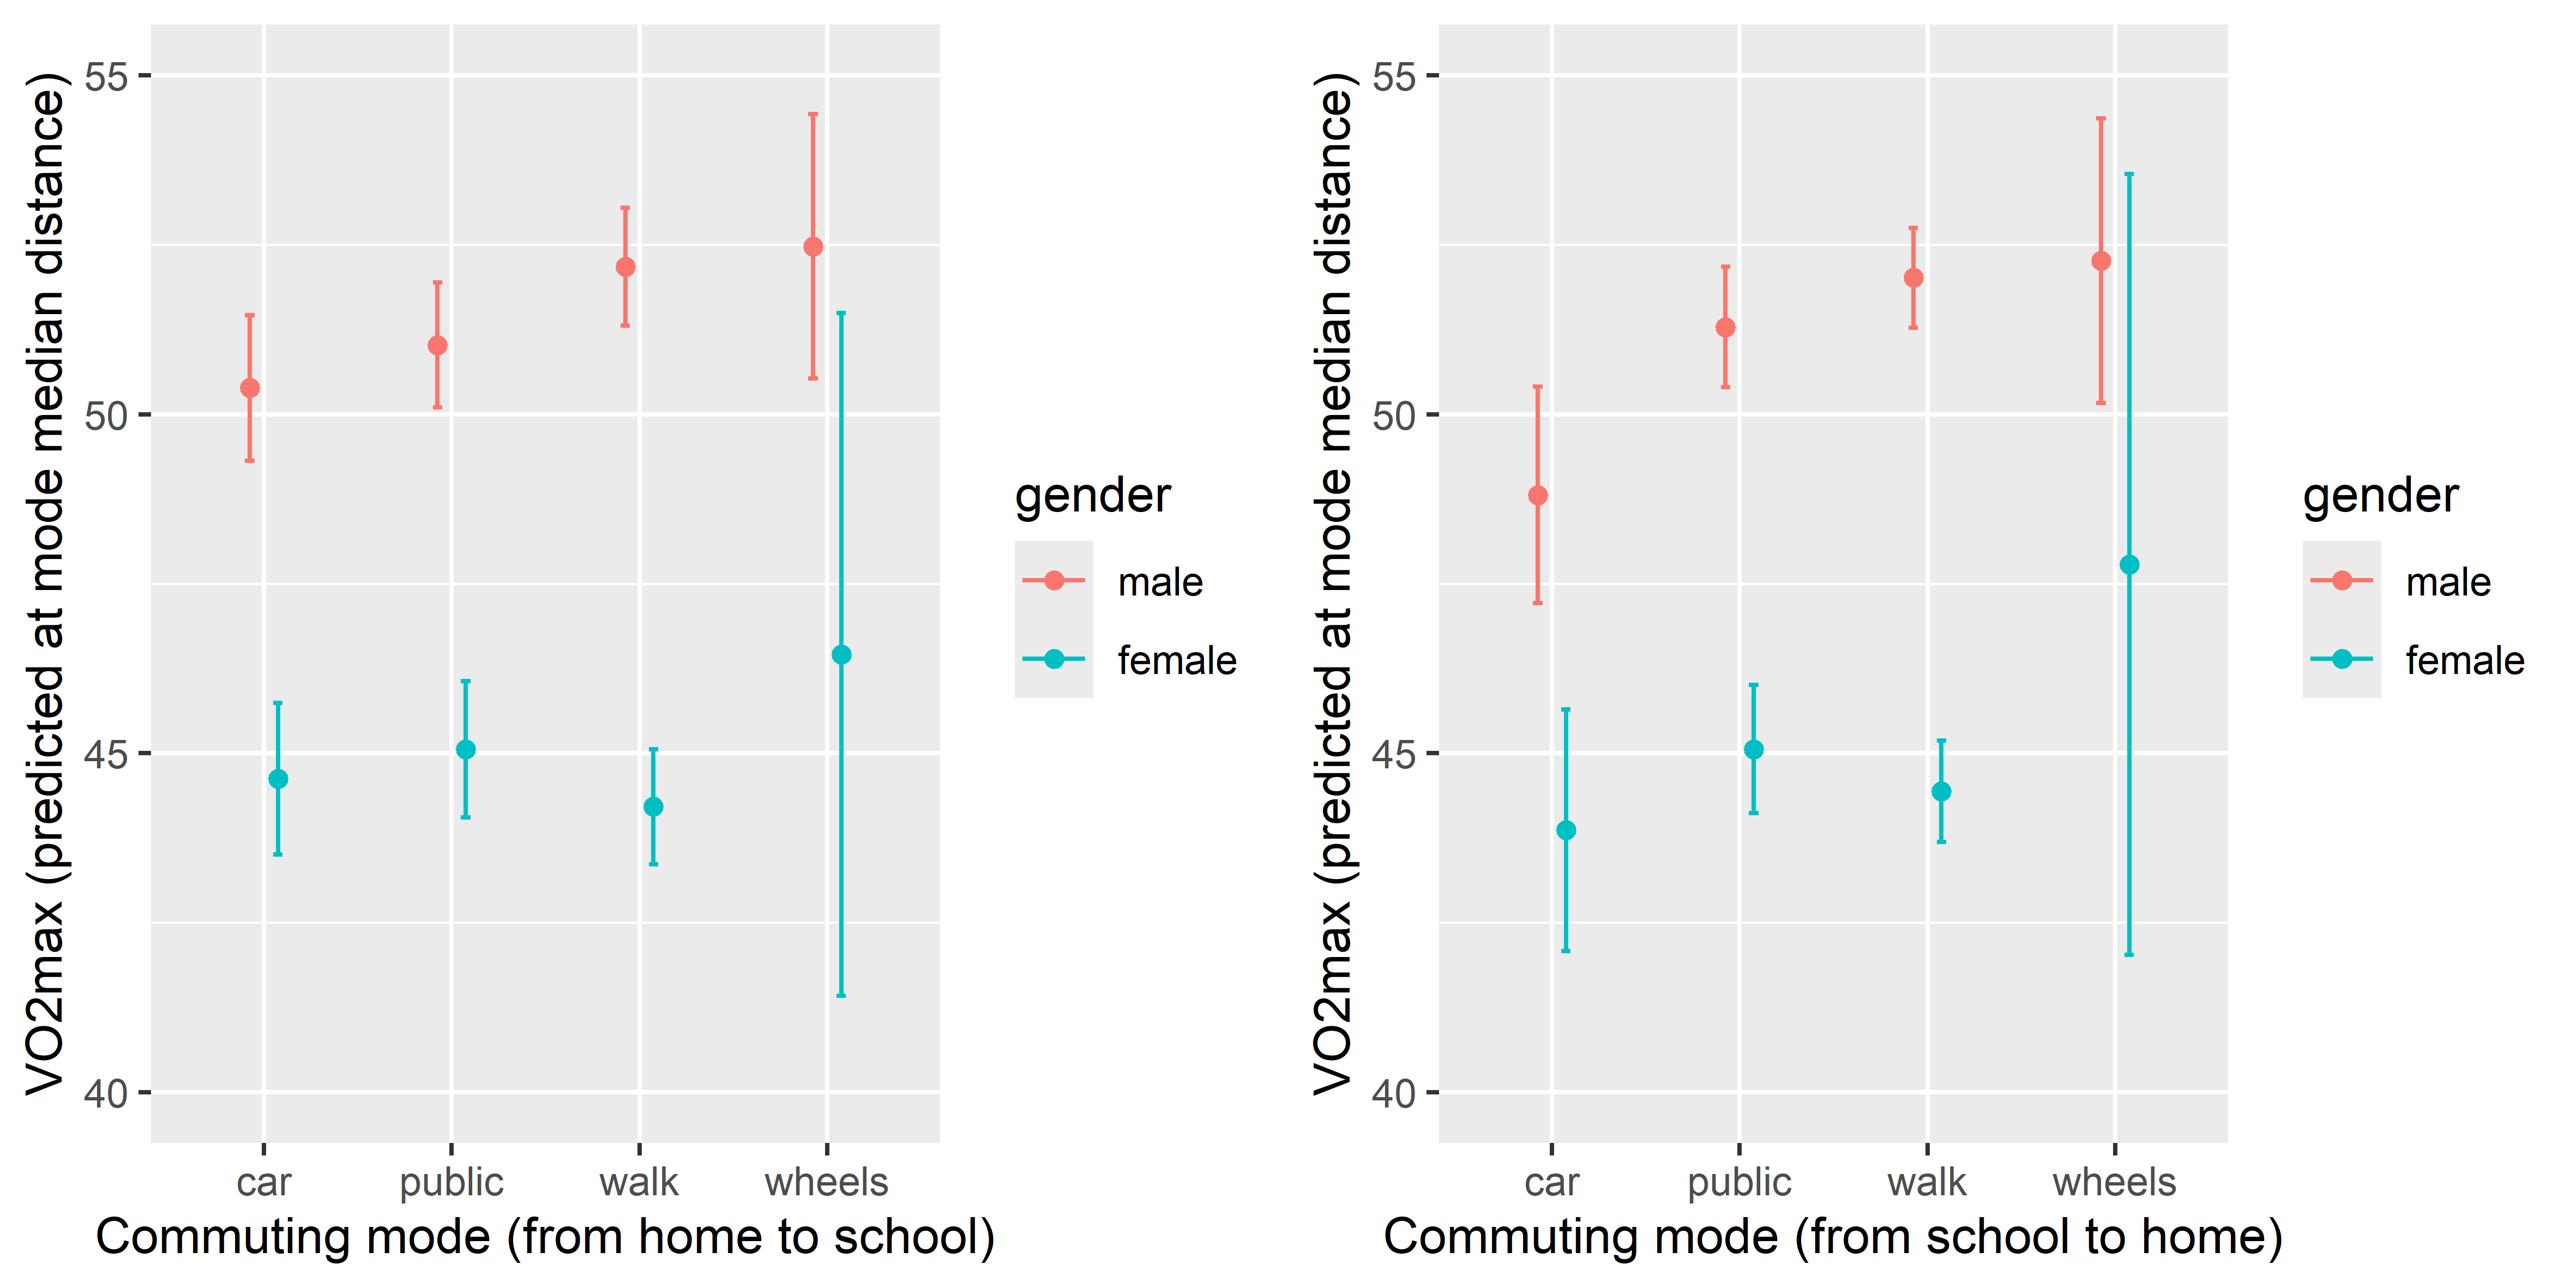 VO2max (predicted at mode median distance)
55
50
45
40
car public walk wheels
Commuting mode (from home to school)
gender
male
female
VO2max (predicted at mode median distance)
55
50
45
40
car public walk wheels
Commuting mode (from school to home)
gender
male
female